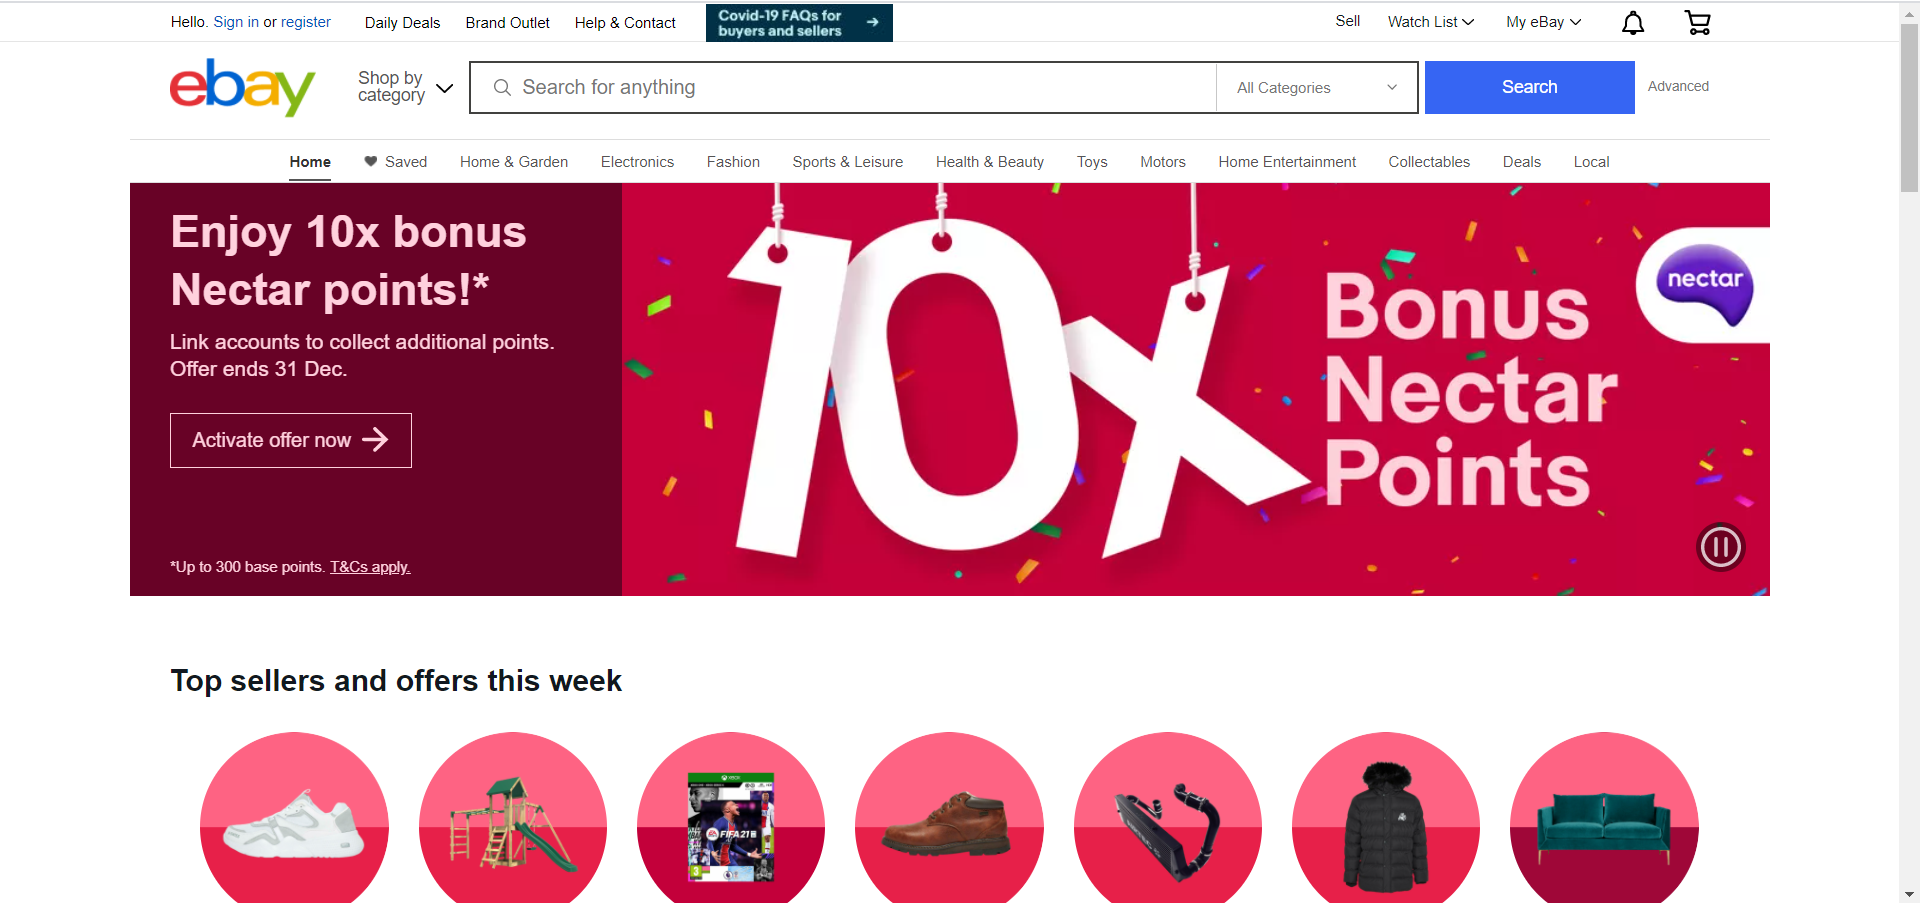 Hello. Sign in or register
Daily Deals
Brand Outlet
Help & Contact
Covid-19 FAQs for
buyers and sellers
Sell
Watch List
My eBay
ebay
Shop by
category
Search for anything
All Categories
Search
Advanced
Home
Saved
Home & Garden
Electronics
Fashion
Sports & Leisure
Health & Beauty
Toys
Motors
Home Entertainment
Collectables
Deals
Local
Enjoy 10x bonus
Nectar points!*
Link accounts to collect additional points.
Offer ends 31 Dec.
Activate offer now
*Up to 300 base points. T&Cs apply.
10x
Bonus
Nectar
Points
nectar
Top sellers and offers this week
XBOX
FIFA 21
3